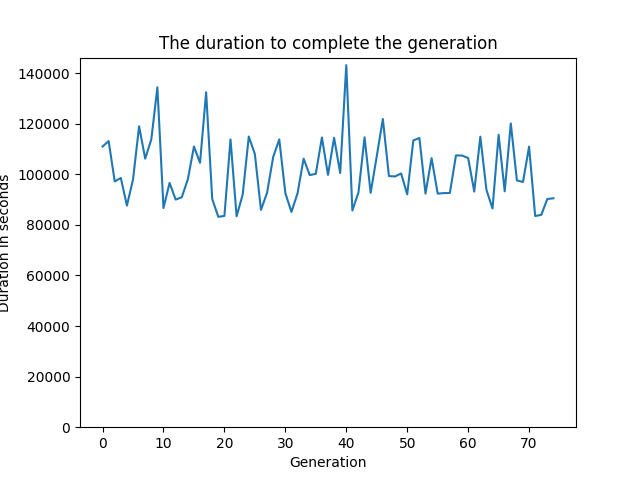 The duration to complete the generation
140000
120000
100000
80000
60000
40000
20000
0
Duration in seconds
0 10 20 30 40 50 60 70
Generation